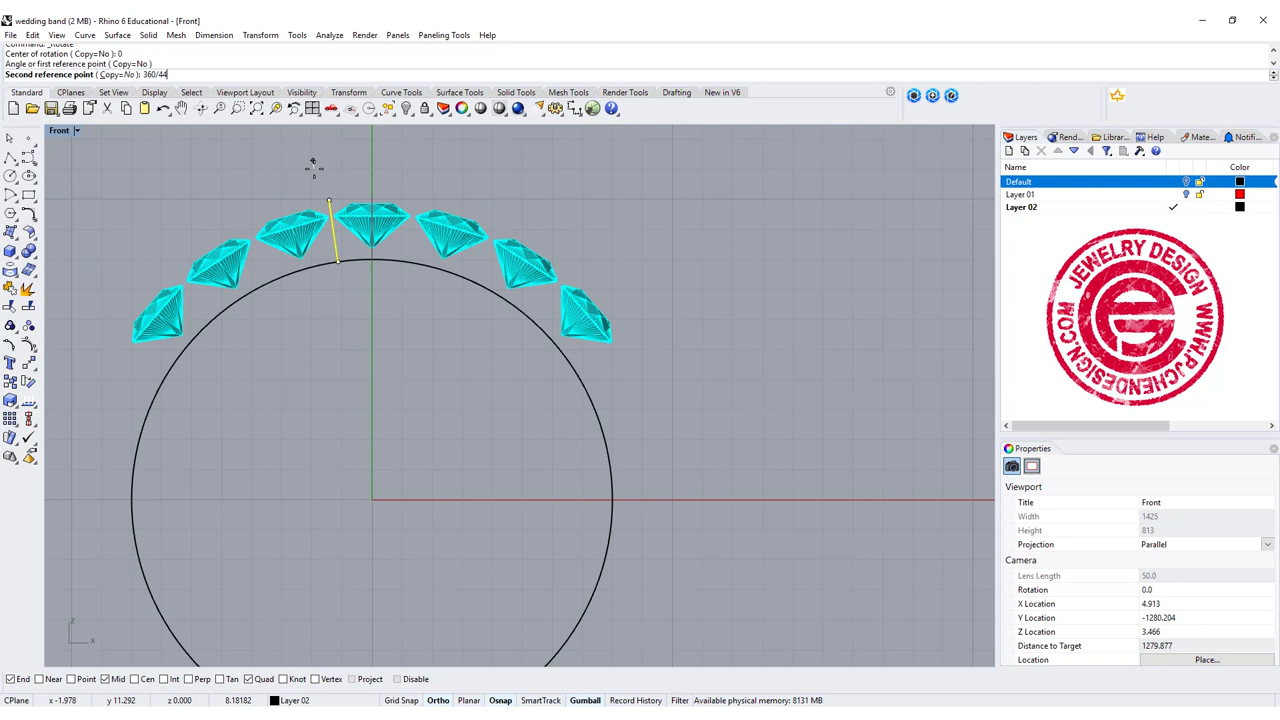 wedding band (2 MB) - Rhino 6 Educational - [Front]
File Edit View Curve Surface Solid Mesh Dimension Transform Tools Analyze Render Panels Paneling Tools Help
Center of rotation ( Copy=No ): 0
Angle or first reference point ( Copy=No )
Second reference point ( Copy=No ): 360/44
Standard CPlanes Set View Display Select Viewport Layout Visibility Transform Curve Tools Surface Tools Solid Tools Mesh Tools Render Tools Drafting New in V6
Front
Layers Rend... Librar... Help Mate... Notifi...
Name Color
Default
Layer 01
Layer 02
JEWELRY DESIGN
WWW.PJCHENDESIGN.COM
Properties
Viewport
Title Front
Width 1425
Height 813
Projection Parallel
Camera
Lens Length 50.0
Rotation 0.0
X Location 4.913
Y Location -1280.204
Z Location 3.466
Distance to Target 1279.877
Location Place...
z
x
End Near Point Mid Cen Int Perp Tan Quad Knot Vertex Project Disable
CPlane x -1.978 y 11.292 z 0.000 8.18182 Layer 02 Grid Snap Ortho Planar Osnap SmartTrack Gumball Record History Filter Available physical memory: 8131 MB